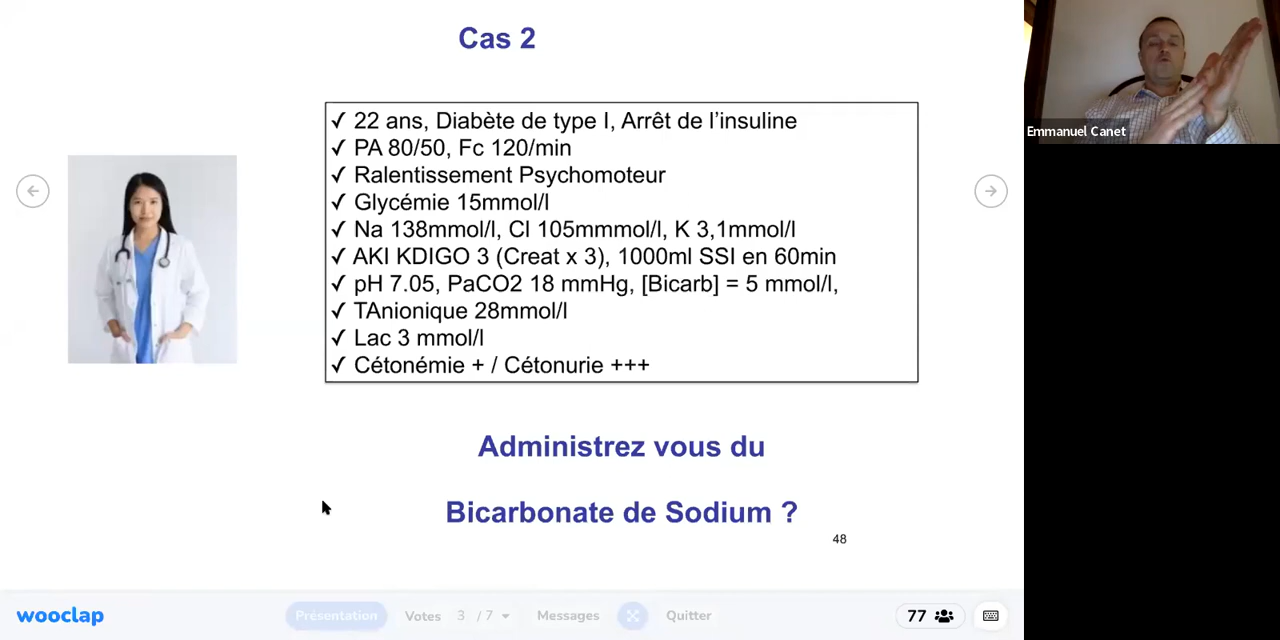 Cas 2
Emmanuel Canet
✓ 22 ans, Diabète de type I, Arrêt de l'insuline
✓ PA 80/50, Fc 120/min
✓ Ralentissement Psychomoteur
✓ Glycémie 15mmol/l
✓ Na 138mmol/l, Cl 105mmmol/l, K 3,1mmol/l
✓ AKI KDIGO 3 (Creat x 3), 1000ml SSI en 60min
✓ pH 7.05, PaCO2 18 mmHg, [Bicarb] = 5 mmol/l,
✓ TAnionique 28mmol/l
✓ Lac 3 mmol/l
✓ Cétonémie + / Cétonurie +++
Administrez vous du
Bicarbonate de Sodium ?
48
wooclap
Présentation
Votes 3 / 7
Messages
Quitter
77